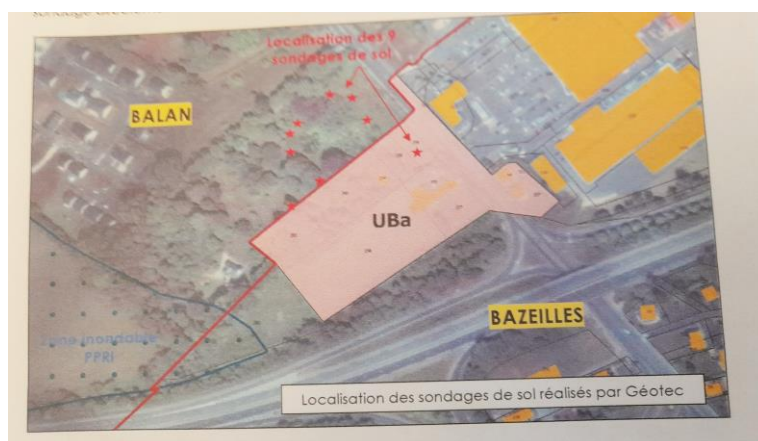 Localisation des 9
sondages de sol
BALAN
UBa
BAZEILLES
Zone inondable
PPRi
Localisation des sondages de sol réalisés par Géotec